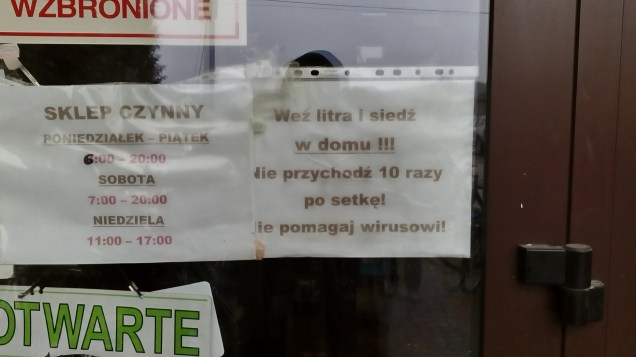 WZBRONIONE
SKLEP CZYNNY
PONIEDZIAŁEK – PIĄTEK
6:00 – 20:00
SOBOTA
7:00 – 20:00
NIEDZIELA
11:00 – 17:00
Weź litra i siedź
w domu !!!
Nie przychodź 10 razy
po setkę!
Nie pomagaj wirusowi!
OTWARTE